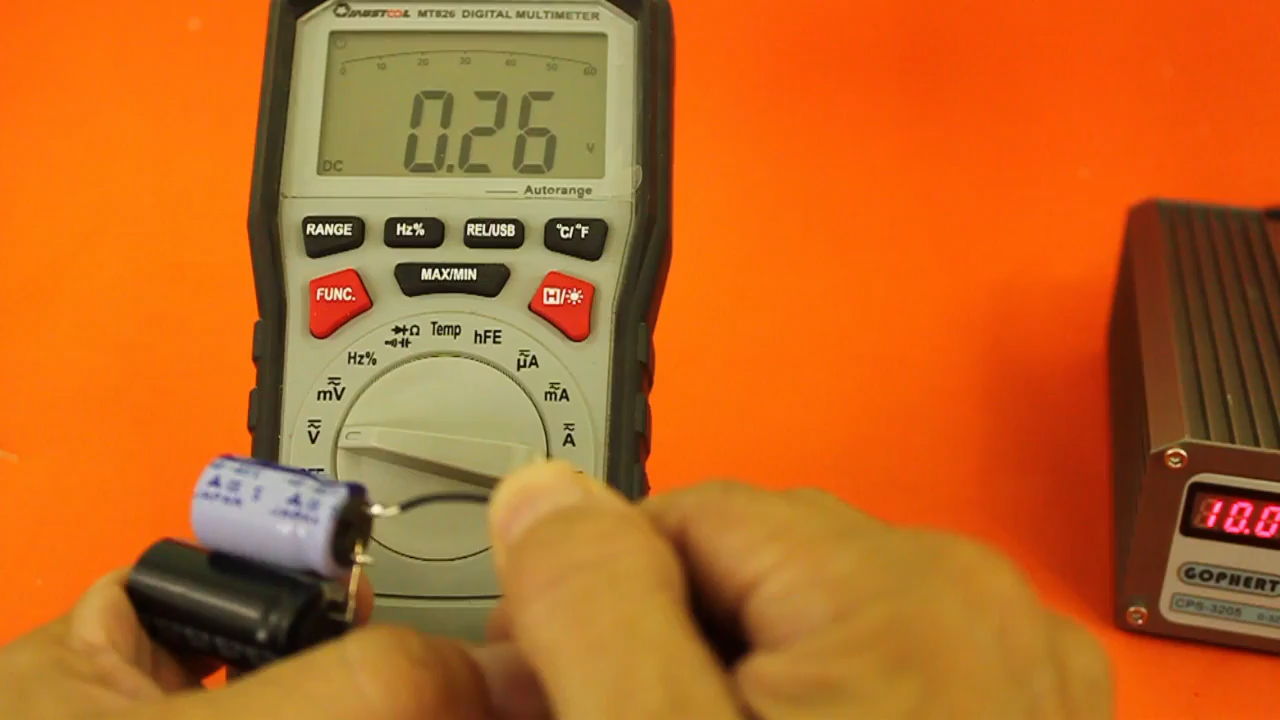 MT826 DIGITAL MULTIMETER
0 10 20 30 40 50 60
0.26 V
DC
Autorange
RANGE Hz% REL/USB °C/°F
MAX/MIN
FUNC. H/
Ω Temp hFE
Hz% µA
mV mA
V A
JAPAN
10.0
GOPHERT
CPS-3205